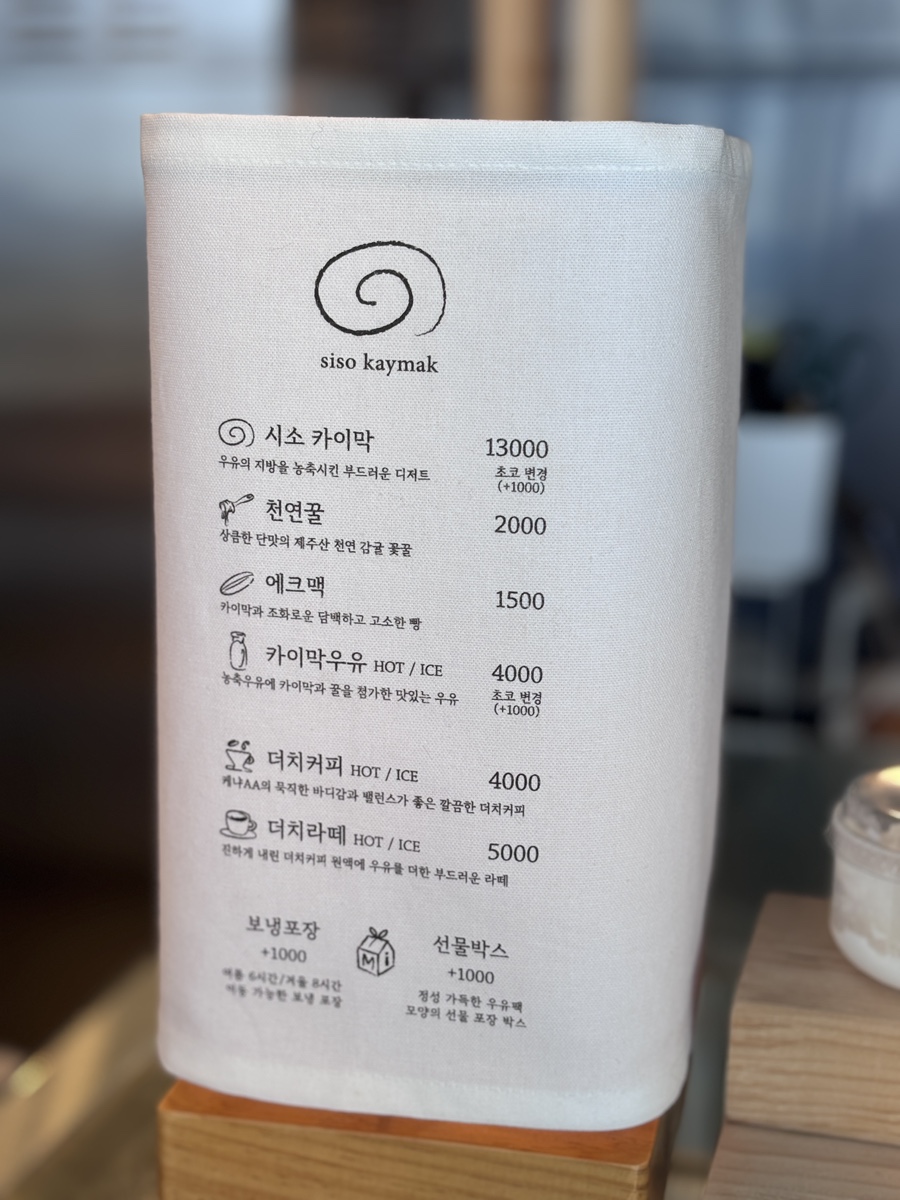 siso kaymak
시소 카이막 13000
우유의 지방을 농축시킨 부드러운 디저트
초코 변경
(+1000)
천연꿀 2000
상큼한 단맛의 제주산 천연 감귤 꽃꿀
에크맥 1500
카이막과 조화로운 담백하고 고소한 빵
카이막우유 HOT / ICE 4000
농축우유에 카이막과 꿀을 첨가한 맛있는 우유
초코 변경
(+1000)
더치커피 HOT / ICE 4000
케냐AA의 묵직한 바디감과 밸런스가 좋은 깔끔한 더치커피
더치라떼 HOT / ICE 5000
진하게 내린 더치커피 원액에 우유를 더한 부드러운 라떼
보냉포장
+1000
여름 6시간/겨울 8시간
이동 가능한 보냉 포장
Mi
선물박스
+1000
정성 가득한 우유팩
모양의 선물 포장 박스